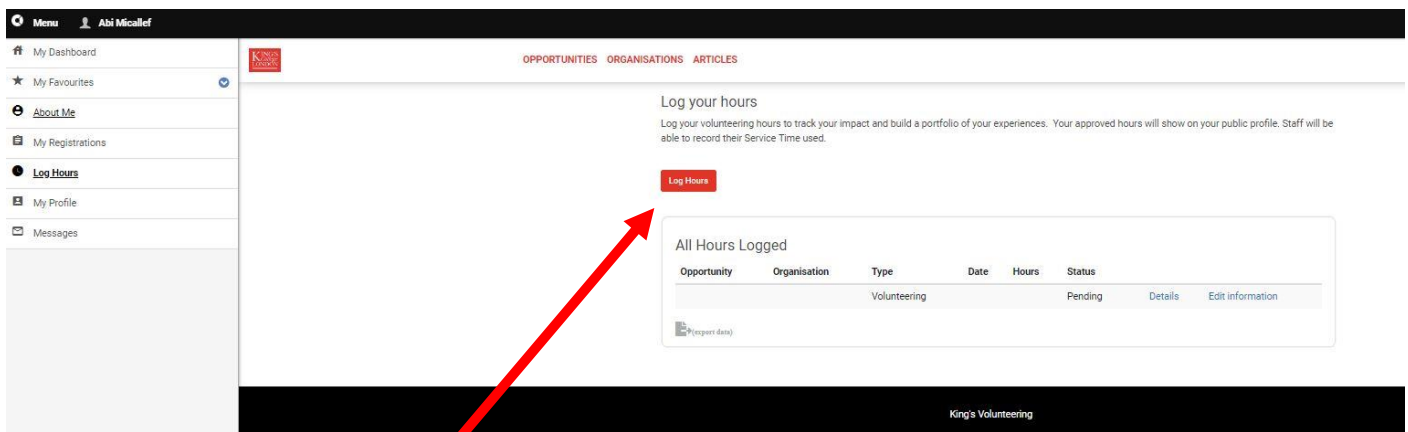 Menu Abi Micallef
My Dashboard
My Favourites
About Me
My Registrations
Log Hours
My Profile
Messages
KING'S
College
LONDON
OPPORTUNITIES ORGANISATIONS ARTICLES
Log your hours
Log your volunteering hours to track your impact and build a portfolio of your experiences. Your approved hours will show on your public profile. Staff will be
able to record their Service Time used.
Log Hours
All Hours Logged
Opportunity Organisation Type Date Hours Status
Volunteering Pending Details Edit information
(export data)
King's Volunteering